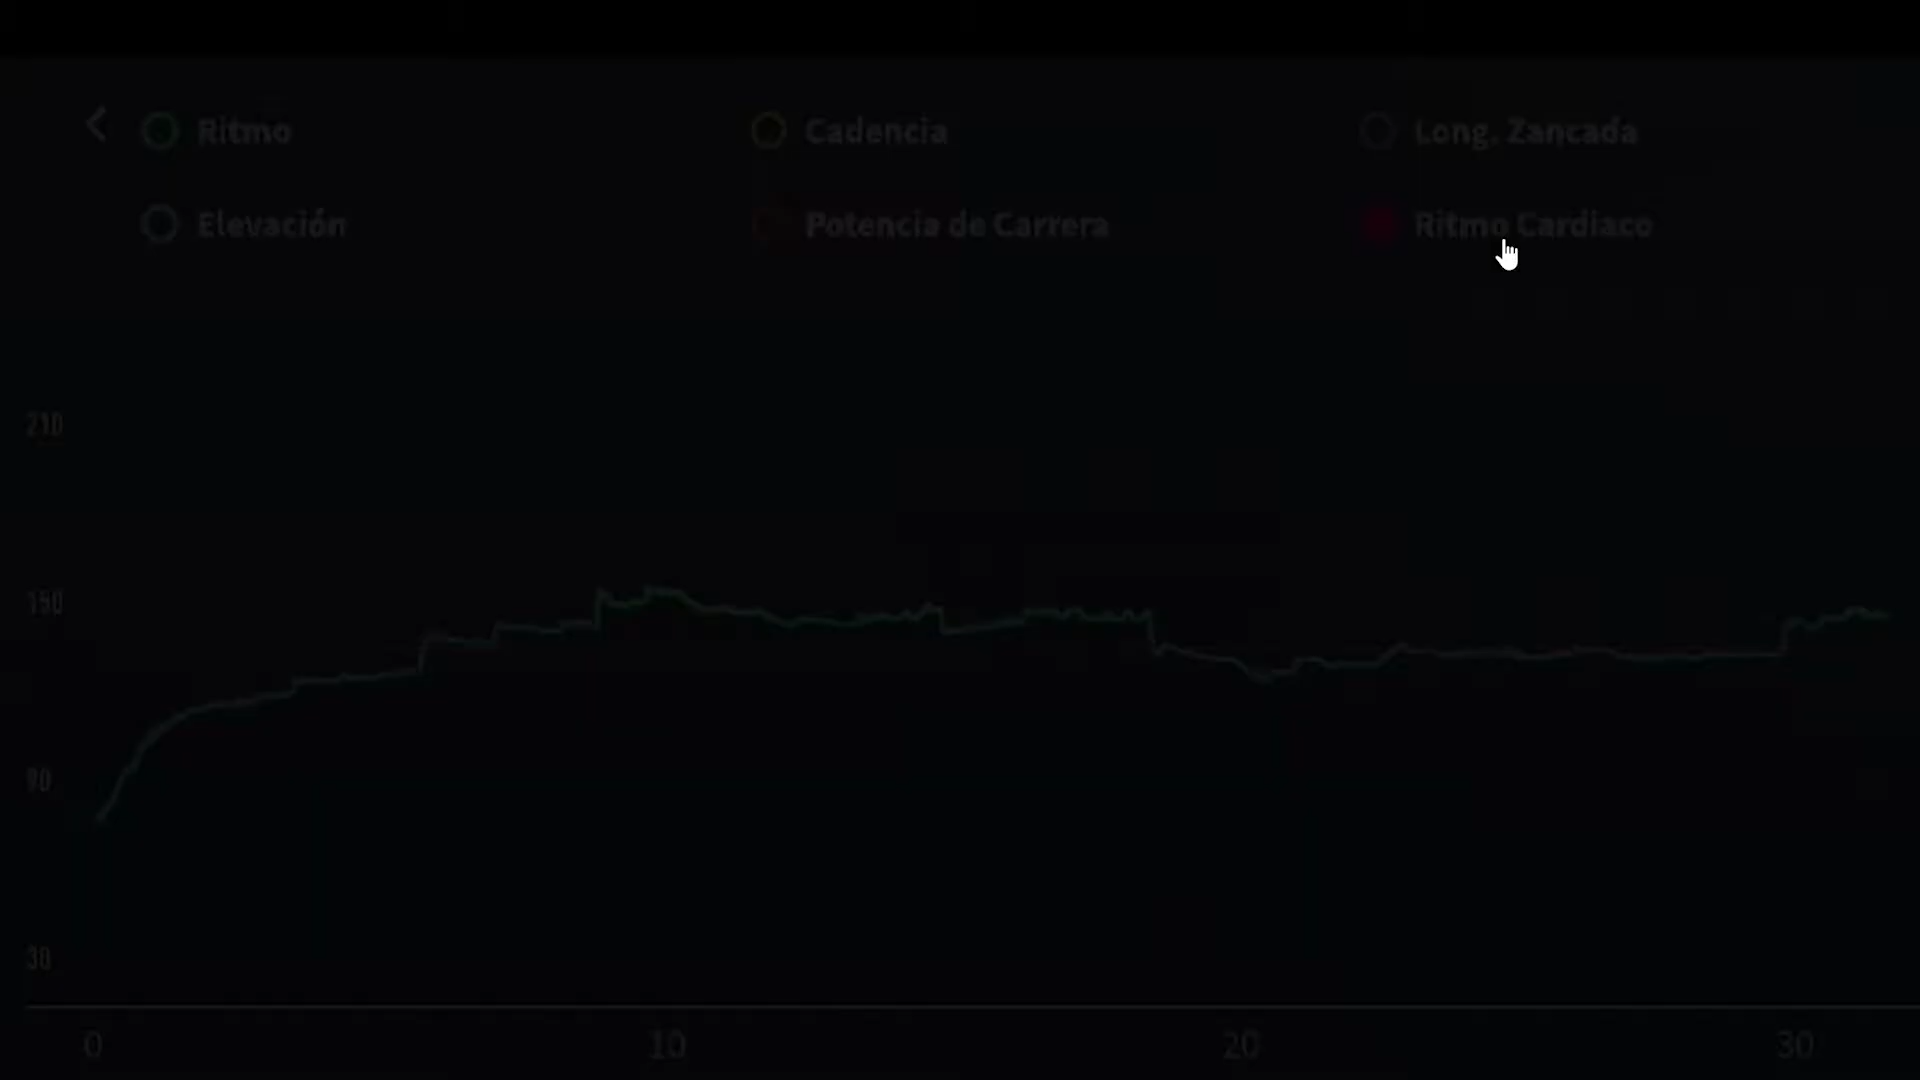 Ritmo Cadencia Long. Zancada
Elevación Potencia de Carrera Ritmo Cardiaco
210
150
90
30
0 10 20 30